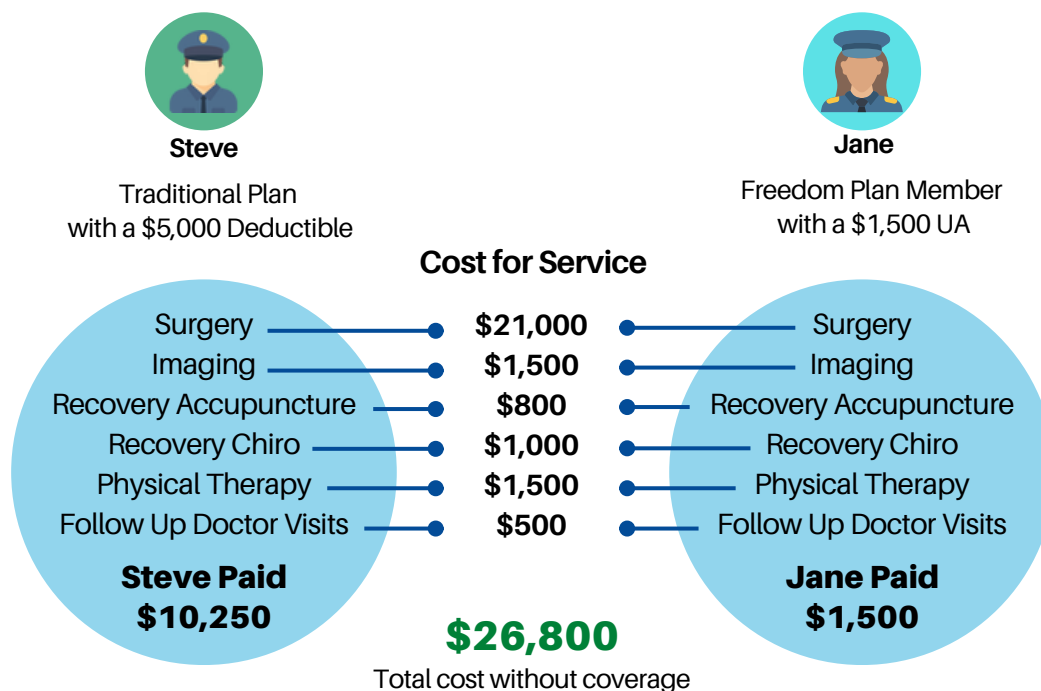 Steve
Traditional Plan
with a $5,000 Deductible
Jane
Freedom Plan Member
with a $1,500 UA
Cost for Service
Surgery $21,000 Surgery
Imaging $1,500 Imaging
Recovery Accupuncture $800 Recovery Accupuncture
Recovery Chiro $1,000 Recovery Chiro
Physical Therapy $1,500 Physical Therapy
Follow Up Doctor Visits $500 Follow Up Doctor Visits
Steve Paid
$10,250
Jane Paid
$1,500
$26,800
Total cost without coverage